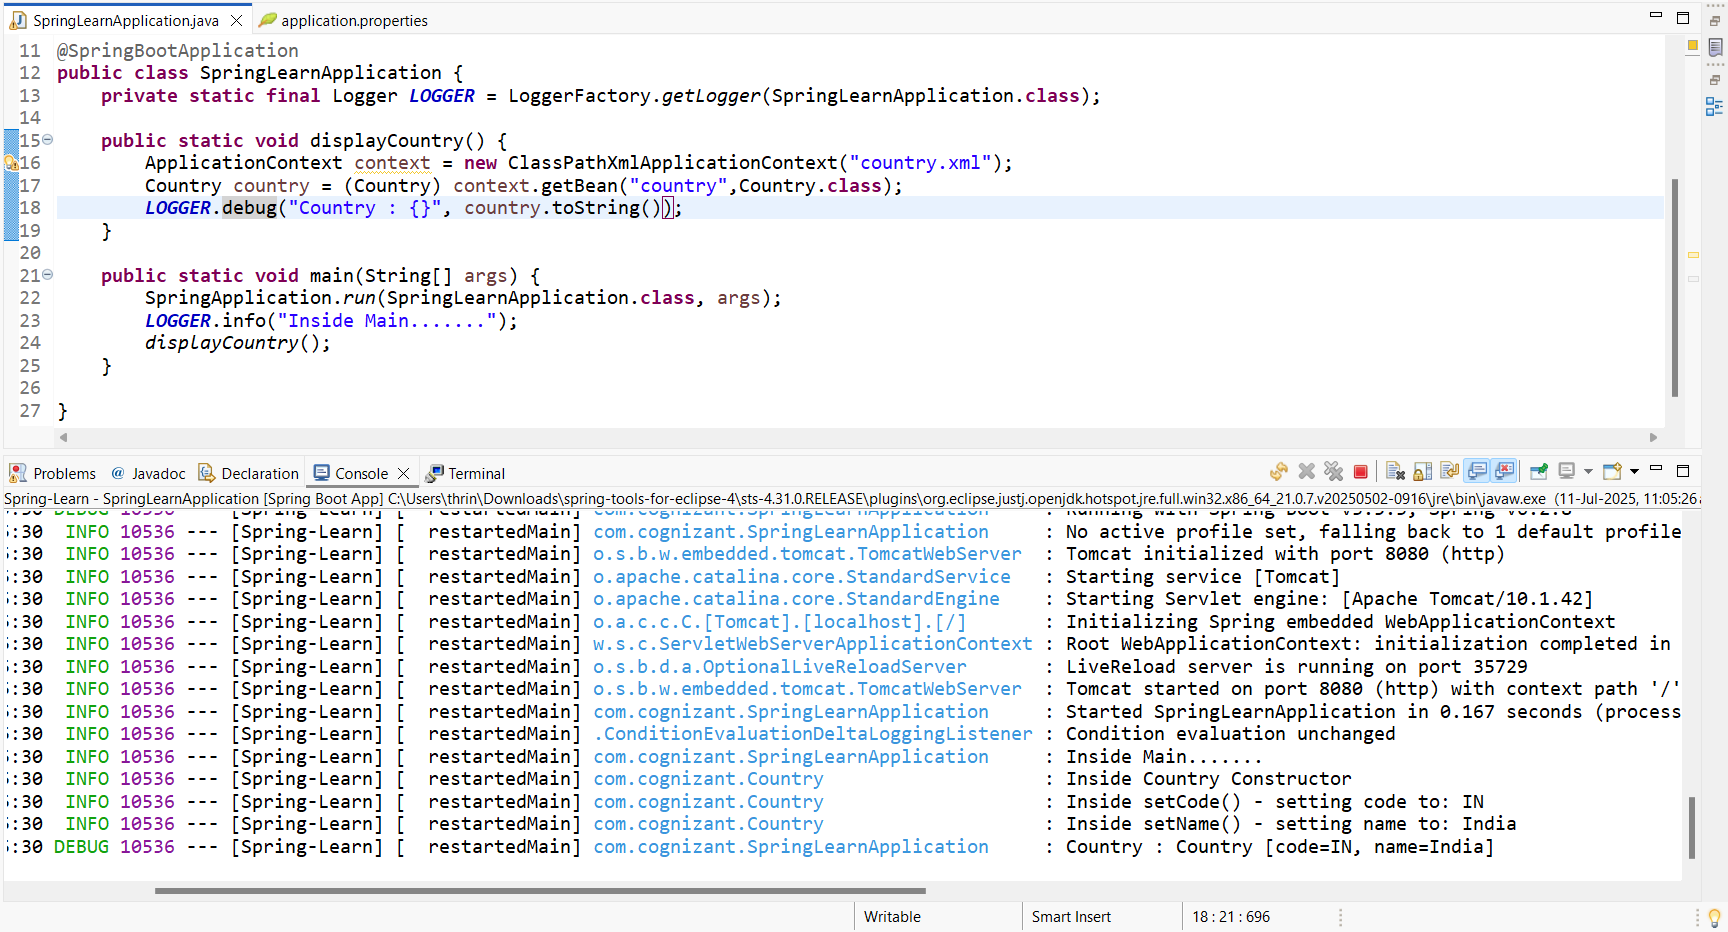 SpringLearnApplication.java
application.properties
11 @SpringBootApplication
12 public class SpringLearnApplication {
13 private static final Logger LOGGER = LoggerFactory.getLogger(SpringLearnApplication.class);
14
15 public static void displayCountry() {
16 ApplicationContext context = new ClassPathXmlApplicationContext("country.xml");
17 Country country = (Country) context.getBean("country",Country.class);
18 LOGGER.debug("Country : {}", country.toString());
19 }
20
21 public static void main(String[] args) {
22 SpringApplication.run(SpringLearnApplication.class, args);
23 LOGGER.info("Inside Main.......");
24 displayCountry();
25 }
26
27 }
Problems @ Javadoc Declaration Console Terminal
Spring-Learn - SpringLearnApplication [Spring Boot App] C:\Users\thrin\Downloads\spring-tools-for-eclipse-4\sts-4.31.0.RELEASE\plugins\org.eclipse.justj.openjdk.hotspot.jre.full.win32.x86_64_21.0.7.v20250502-0916\jre\bin\javaw.exe (11-Jul-2025, 11:05:26
:30 DEBUG 10536 --- [Spring-Learn] [ restartedMain] com.cognizant.SpringLearnApplication : Running with Spring Boot
:30 INFO 10536 --- [Spring-Learn] [ restartedMain] com.cognizant.SpringLearnApplication : No active profile set, falling back to 1 default profile
:30 INFO 10536 --- [Spring-Learn] [ restartedMain] o.s.b.w.embedded.tomcat.TomcatWebServer : Tomcat initialized with port 8080 (http)
:30 INFO 10536 --- [Spring-Learn] [ restartedMain] o.apache.catalina.core.StandardService : Starting service [Tomcat]
:30 INFO 10536 --- [Spring-Learn] [ restartedMain] o.apache.catalina.core.StandardEngine : Starting Servlet engine: [Apache Tomcat/10.1.42]
:30 INFO 10536 --- [Spring-Learn] [ restartedMain] o.a.c.c.C.[Tomcat].[localhost].[/] : Initializing Spring embedded WebApplicationContext
:30 INFO 10536 --- [Spring-Learn] [ restartedMain] w.s.c.ServletWebServerApplicationContext : Root WebApplicationContext: initialization completed in
:30 INFO 10536 --- [Spring-Learn] [ restartedMain] o.s.b.d.a.OptionalLiveReloadServer : LiveReload server is running on port 35729
:30 INFO 10536 --- [Spring-Learn] [ restartedMain] o.s.b.w.embedded.tomcat.TomcatWebServer : Tomcat started on port 8080 (http) with context path '/'
:30 INFO 10536 --- [Spring-Learn] [ restartedMain] com.cognizant.SpringLearnApplication : Started SpringLearnApplication in 0.167 seconds (process
:30 INFO 10536 --- [Spring-Learn] [ restartedMain] .ConditionEvaluationDeltaLoggingListener : Condition evaluation unchanged
:30 INFO 10536 --- [Spring-Learn] [ restartedMain] com.cognizant.SpringLearnApplication : Inside Main.......
:30 INFO 10536 --- [Spring-Learn] [ restartedMain] com.cognizant.Country : Inside Country Constructor
:30 INFO 10536 --- [Spring-Learn] [ restartedMain] com.cognizant.Country : Inside setCode() - setting code to: IN
:30 INFO 10536 --- [Spring-Learn] [ restartedMain] com.cognizant.Country : Inside setName() - setting name to: India
:30 DEBUG 10536 --- [Spring-Learn] [ restartedMain] com.cognizant.SpringLearnApplication : Country : Country [code=IN, name=India]
Writable Smart Insert 18 : 21 : 696